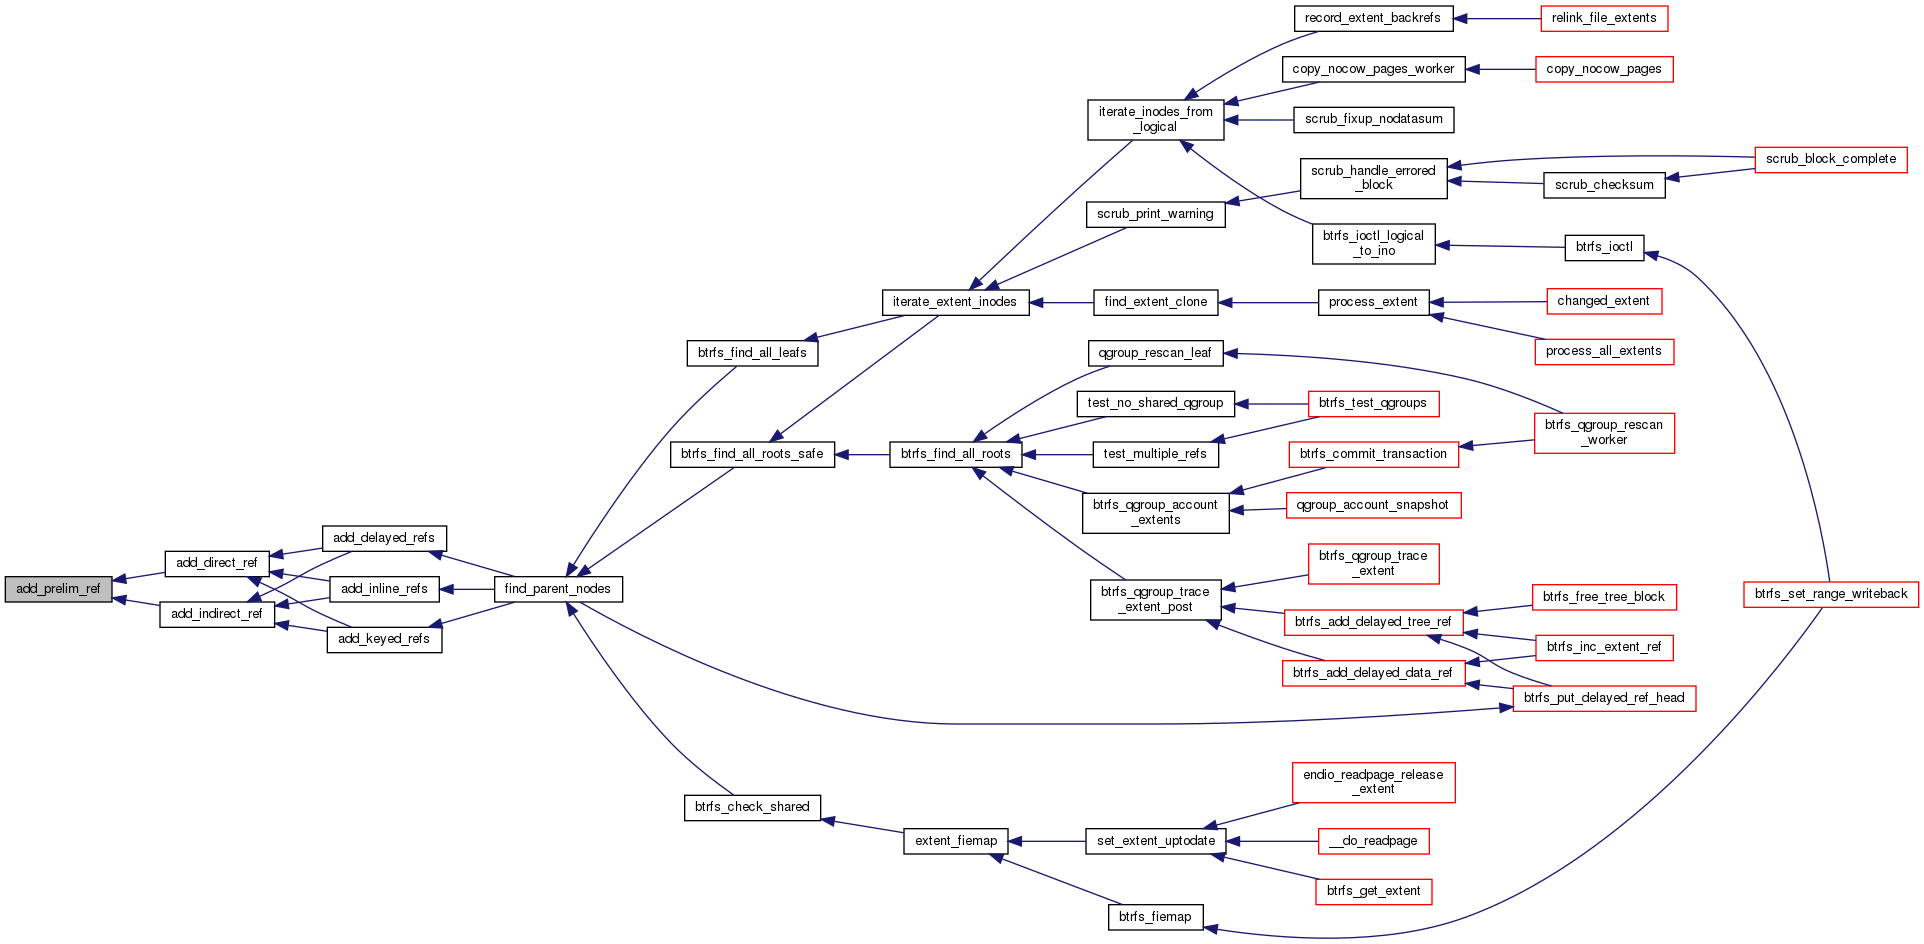 record_extent_backrefs
relink_file_extents
copy_nocow_pages_worker
copy_nocow_pages
iterate_inodes_from
_logical
scrub_fixup_nodatasum
scrub_handle_errored
_block
scrub_block_complete
scrub_checksum
scrub_print_warning
btrfs_ioctl_logical
_to_ino
btrfs_ioctl
iterate_extent_inodes
find_extent_clone
process_extent
changed_extent
btrfs_find_all_leafs
qgroup_rescan_leaf
process_all_extents
test_no_shared_qgroup
btrfs_test_qgroups
btrfs_qgroup_rescan
_worker
btrfs_find_all_roots_safe
btrfs_find_all_roots
test_multiple_refs
btrfs_commit_transaction
btrfs_qgroup_account
_extents
qgroup_account_snapshot
add_delayed_refs
add_direct_ref
btrfs_qgroup_trace
_extent
add_prelim_ref
add_inline_refs
find_parent_nodes
btrfs_qgroup_trace
_extent_post
btrfs_free_tree_block
btrfs_set_range_writeback
add_indirect_ref
btrfs_add_delayed_tree_ref
add_keyed_refs
btrfs_inc_extent_ref
btrfs_add_delayed_data_ref
btrfs_put_delayed_ref_head
endio_readpage_release
_extent
btrfs_check_shared
extent_fiemap
set_extent_uptodate
__do_readpage
btrfs_get_extent
btrfs_fiemap